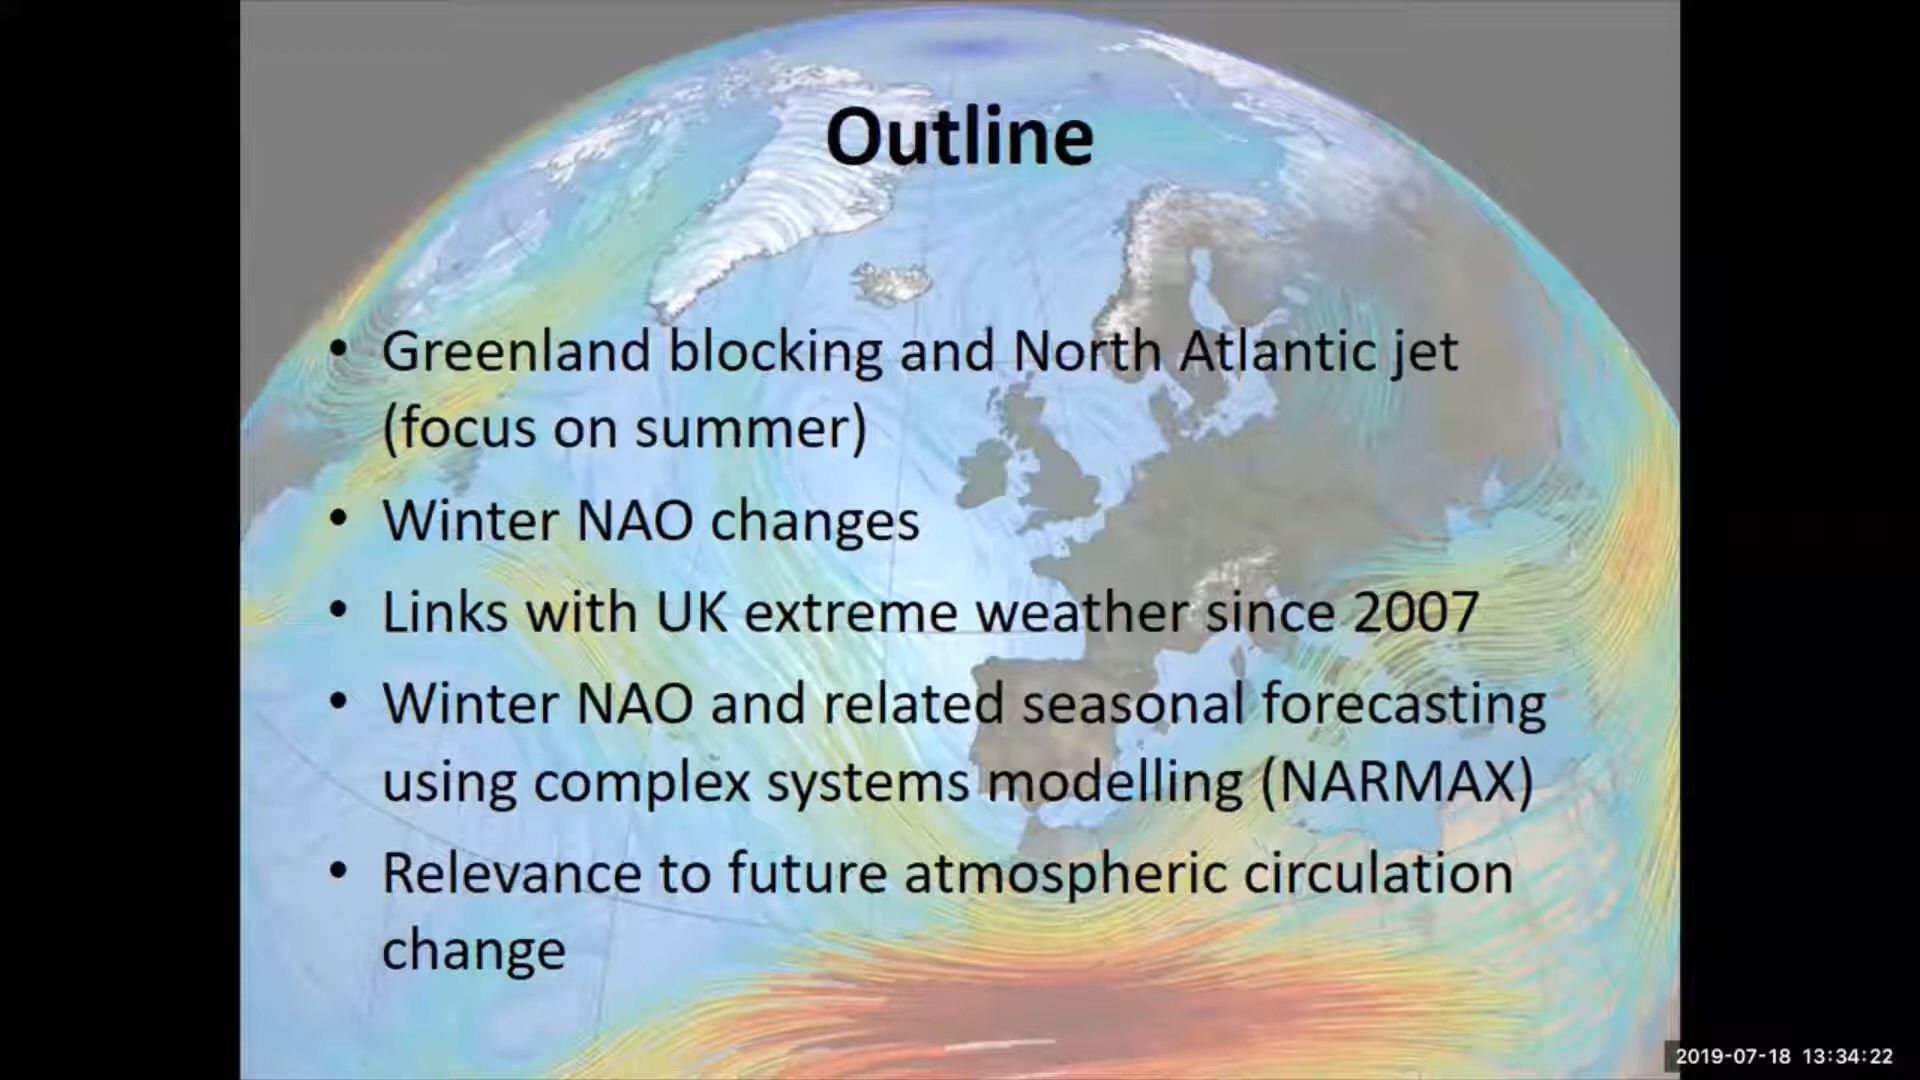 Outline
• Greenland blocking and North Atlantic jet
(focus on summer)
• Winter NAO changes
• Links with UK extreme weather since 2007
• Winter NAO and related seasonal forecasting
using complex systems modelling (NARMAX)
• Relevance to future atmospheric circulation
change
2019-07-18 13:34:22